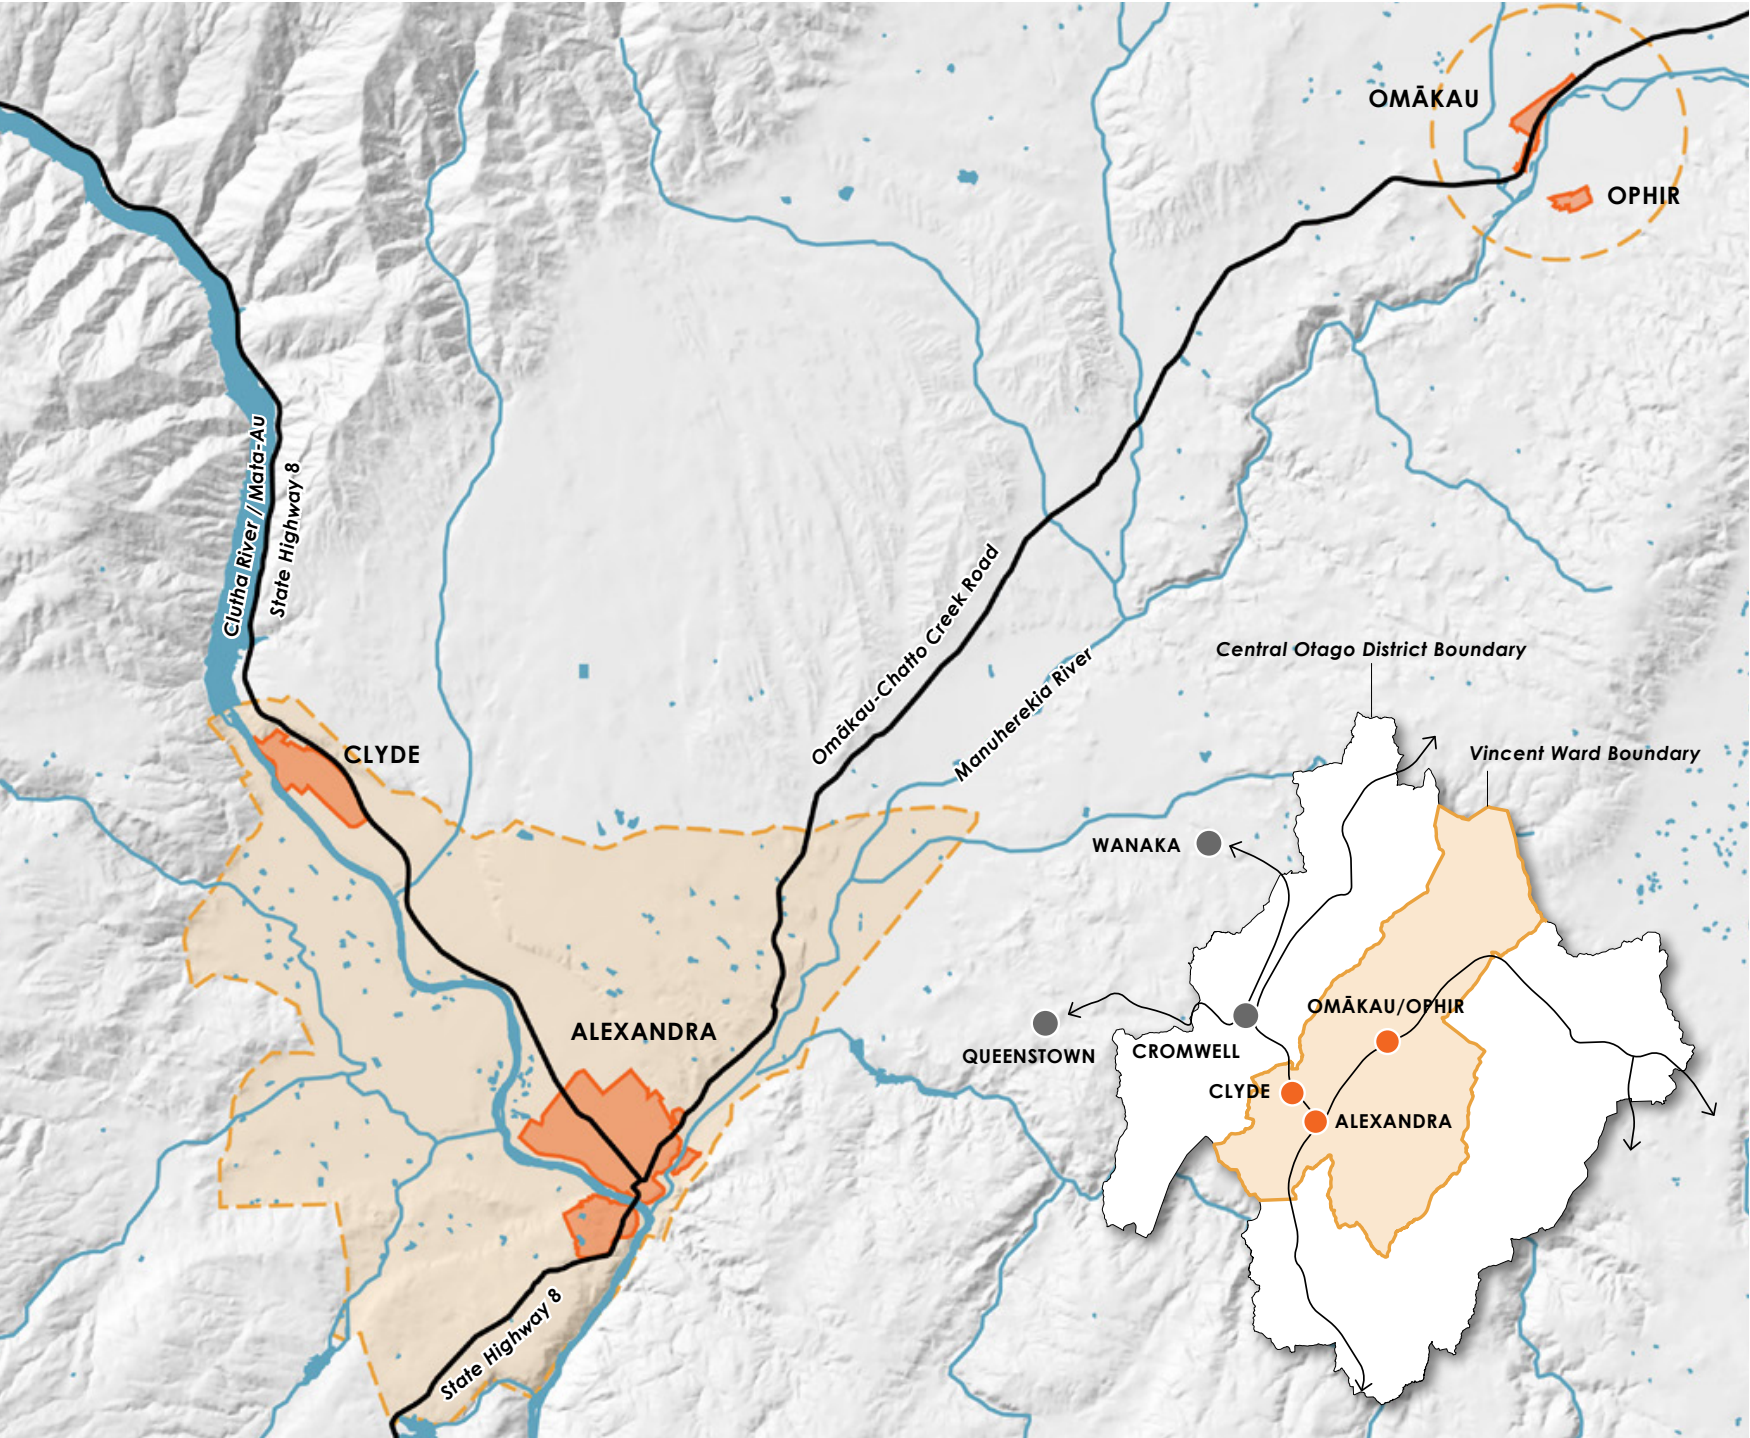 OMĀKAU
OPHIR
Clutha River / Mata-Au
State Highway 8
Omākau-Chatto Creek Road
Manuherekia River
CLYDE
ALEXANDRA
State Highway 8
Central Otago District Boundary
Vincent Ward Boundary
WANAKA
OMĀKAU/OPHIR
QUEENSTOWN
CROMWELL
CLYDE
ALEXANDRA